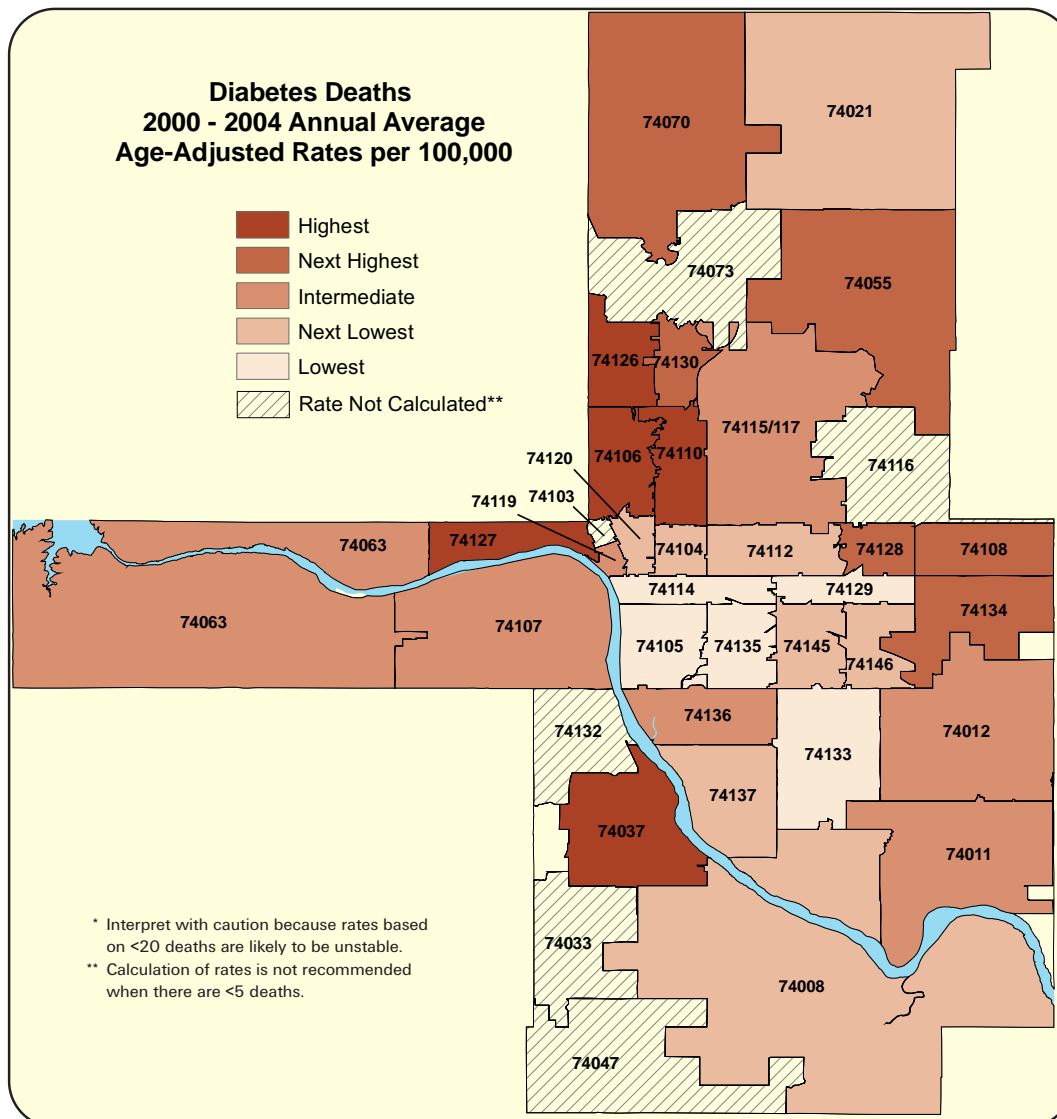 Diabetes Deaths
2000 - 2004 Annual Average
Age-Adjusted Rates per 100,000
Highest
Next Highest
Intermediate
Next Lowest
Lowest
Rate Not Calculated**
74070
74021
74073
74055
74126
74130
74106
74110
74115/117
74116
74120
74119
74103
74063
74127
74104
74112
74128
74108
74114
74129
74063
74107
74105
74135
74145
74146
74134
74132
74136
74133
74012
74137
74037
74011
74033
74008
74047
* Interpret with caution because rates based
on <20 deaths are likely to be unstable.
** Calculation of rates is not recommended
when there are <5 deaths.